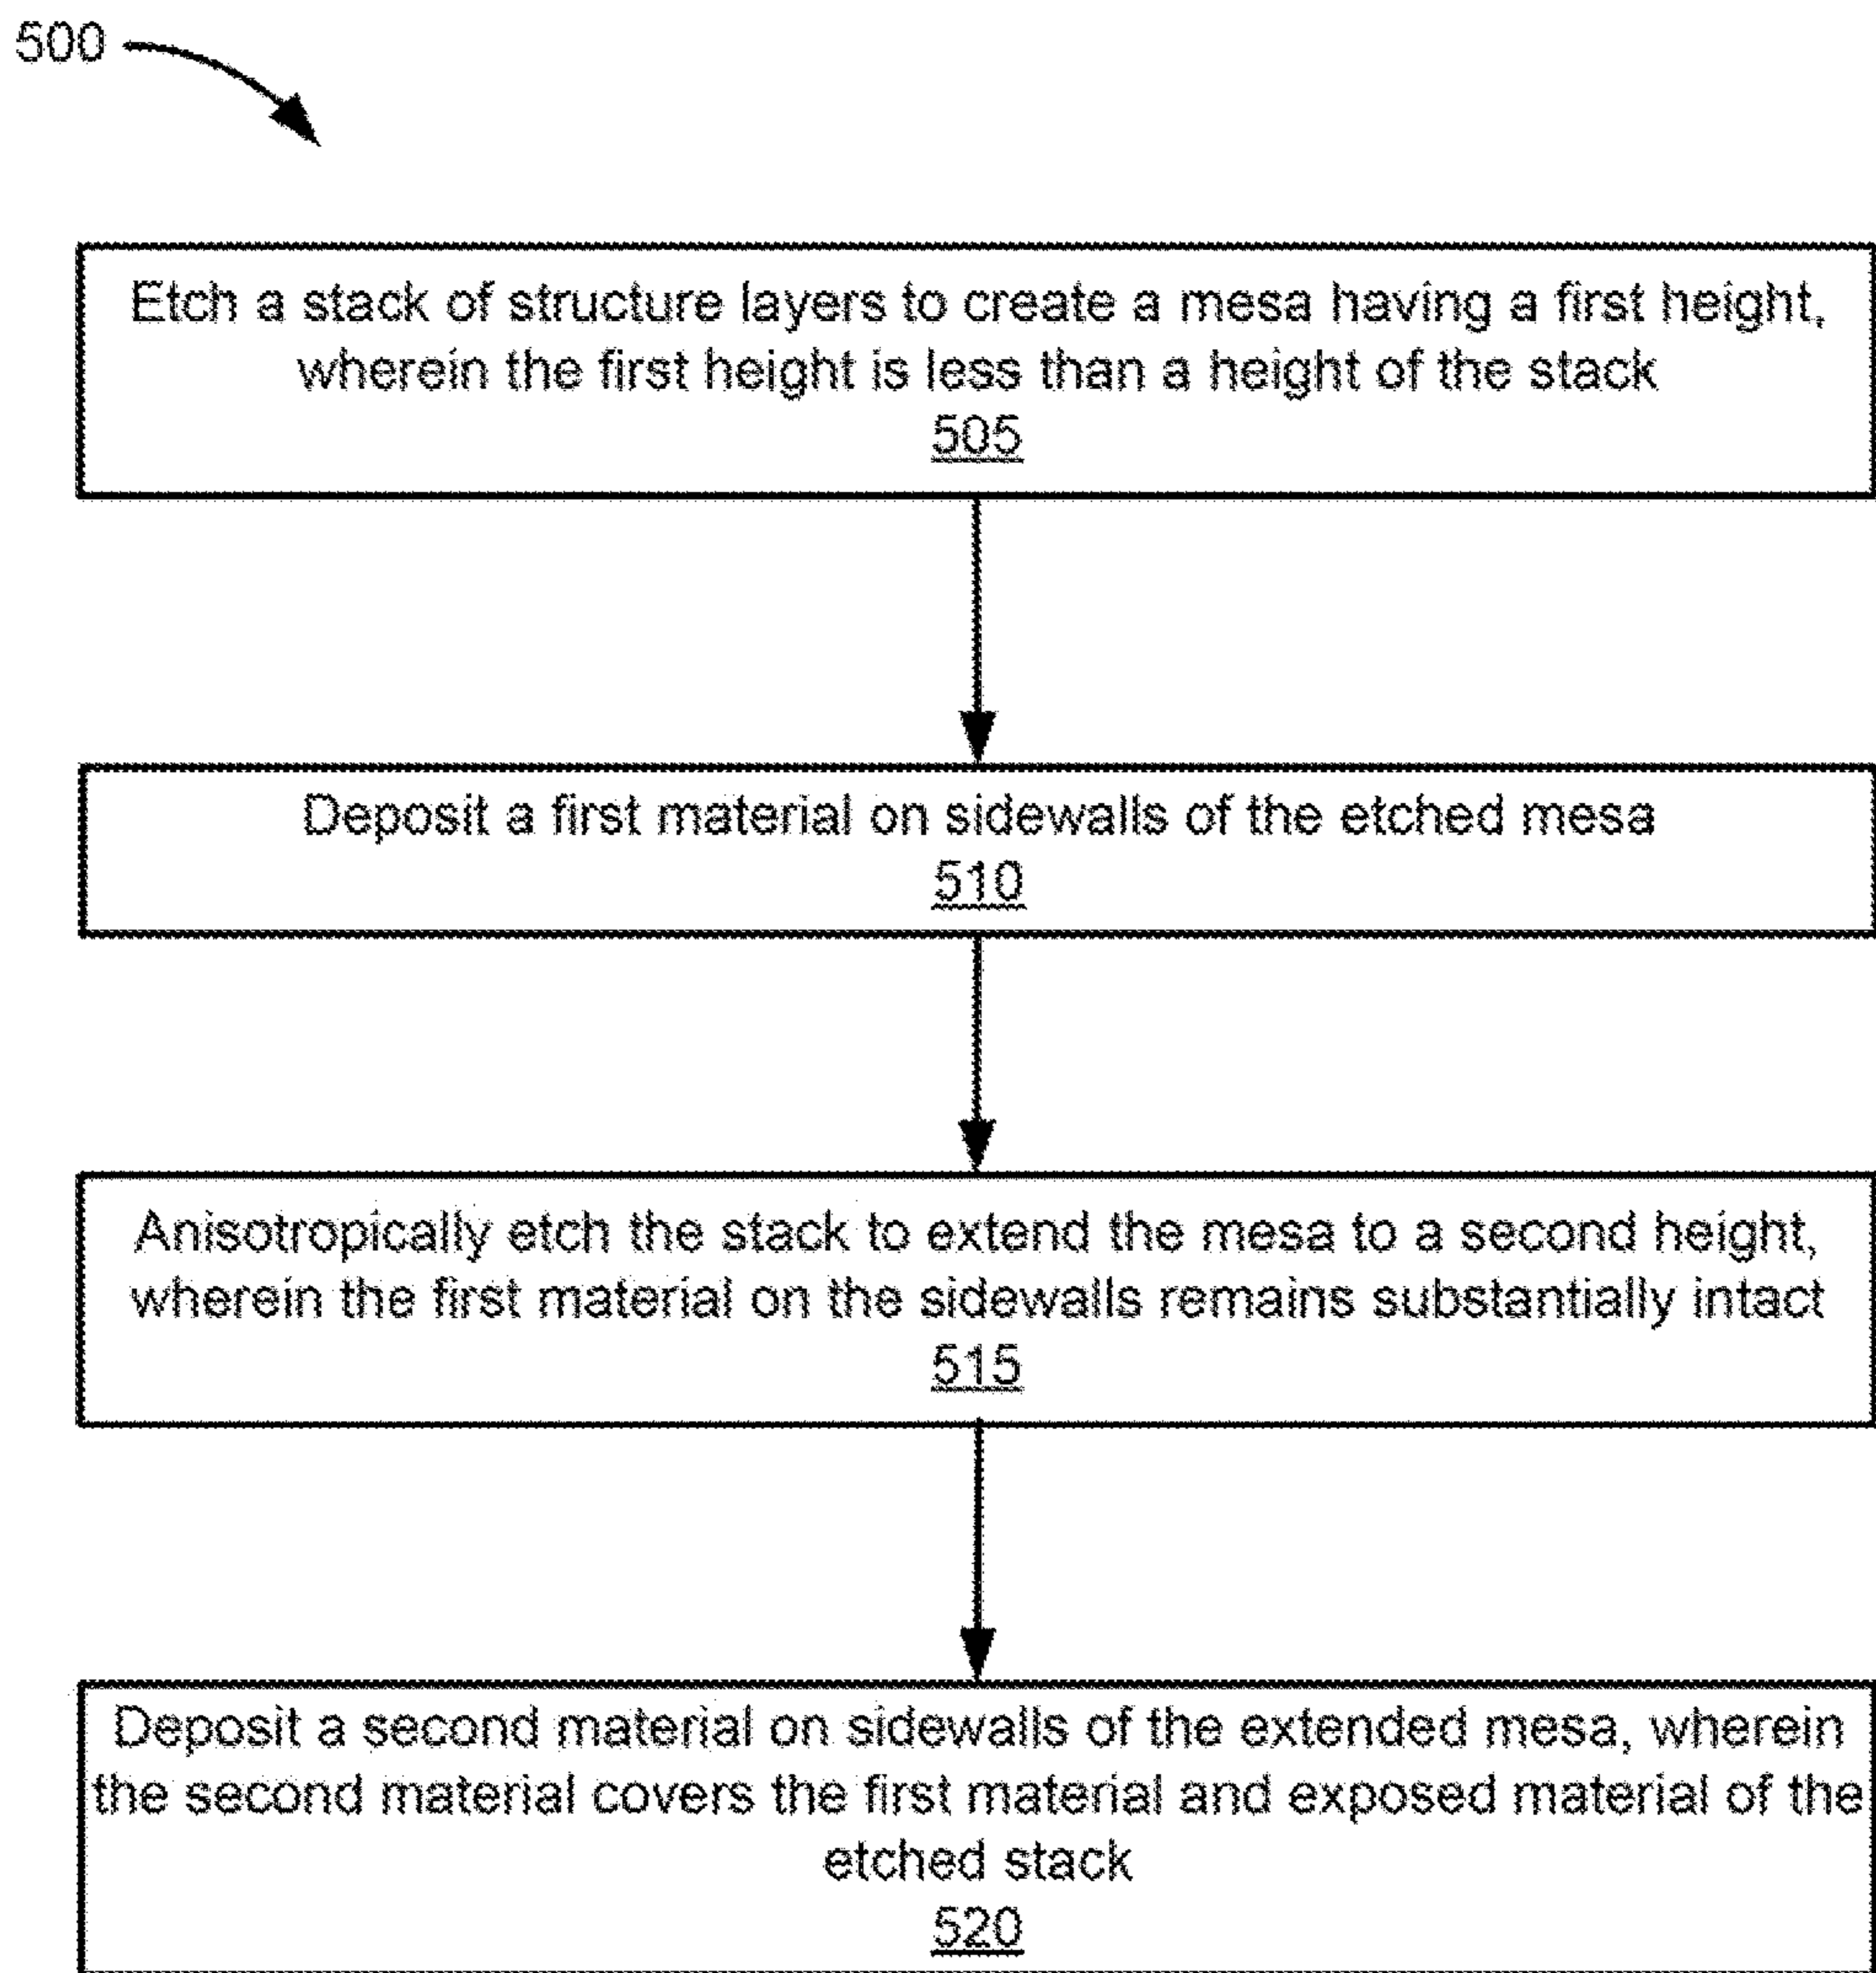 500
Etch a stack of structure layers to create a mesa having a first height,
wherein the first height is less than a height of the stack
505
Deposit a first material on sidewalls of the etched mesa
510
Anisotropically etch the stack to extend the mesa to a second height,
wherein the first material on the sidewalls remains substantially intact
515
Deposit a second material on sidewalls of the extended mesa, wherein
the second material covers the first material and exposed material of the
etched stack
520